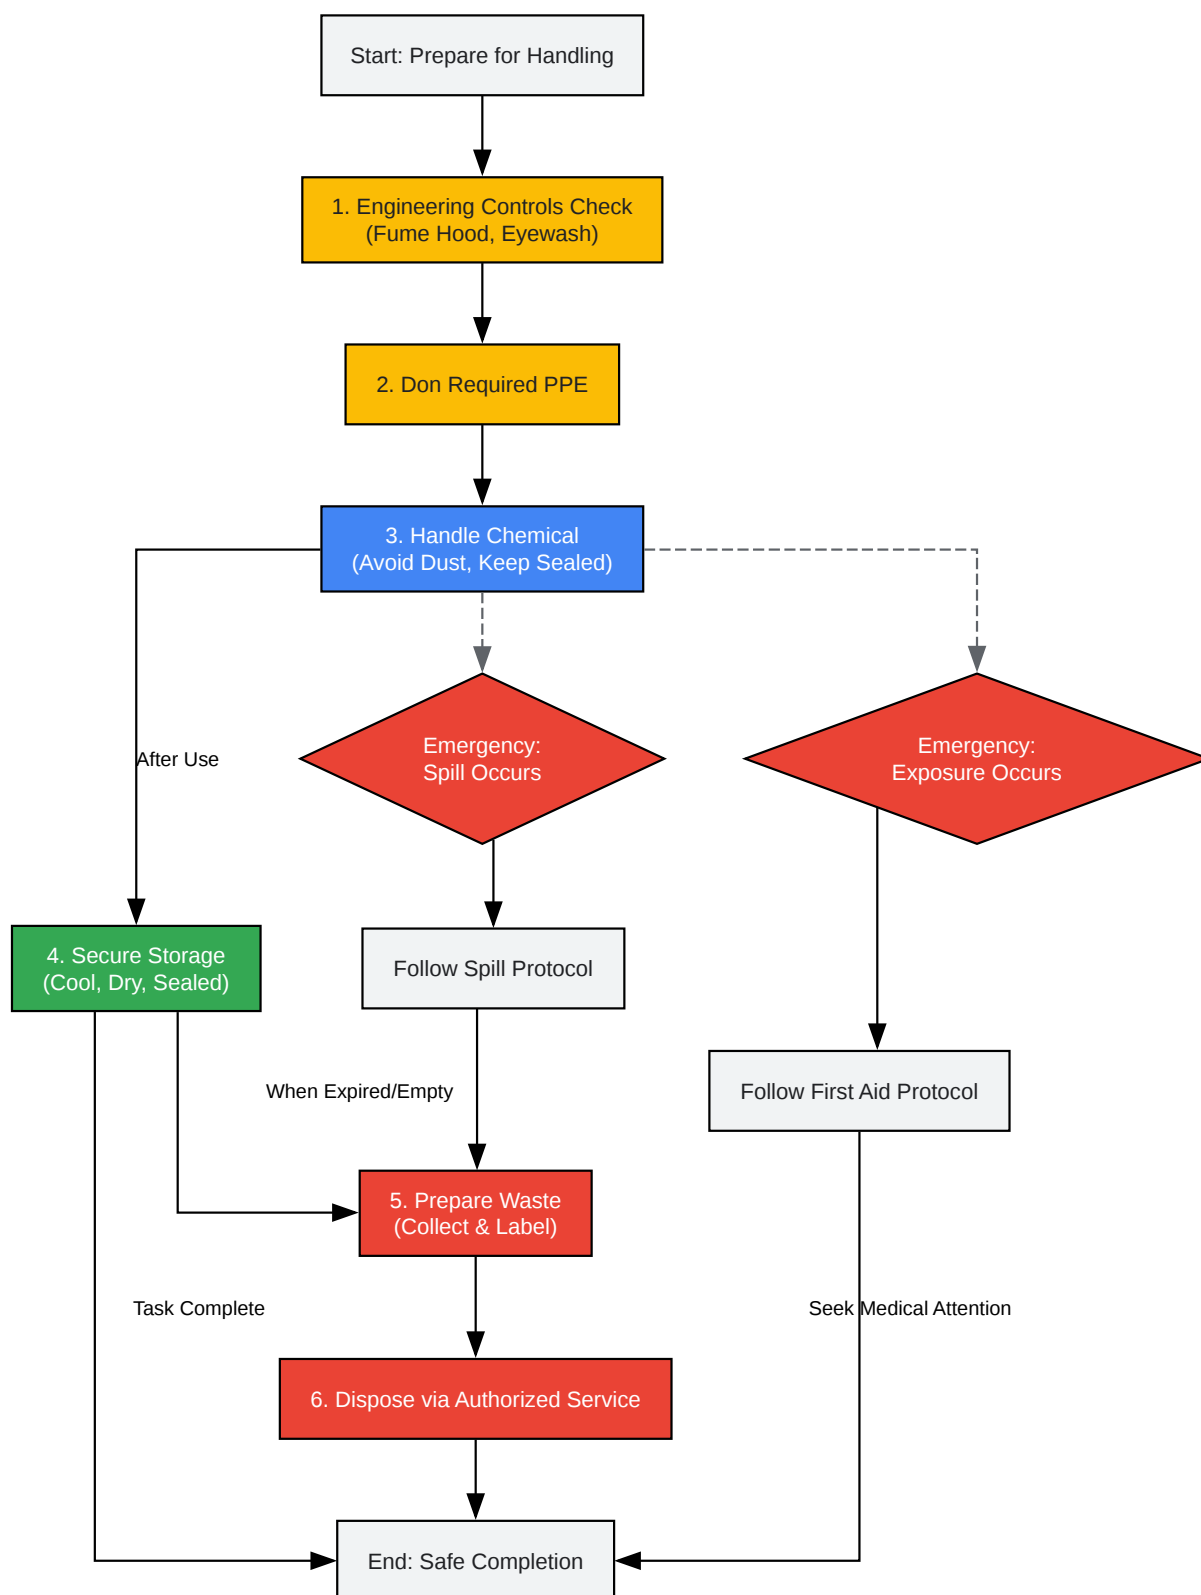 Start: Prepare for Handling
1. Engineering Controls Check
(Fume Hood, Eyewash)
2. Don Required PPE
3. Handle Chemical
(Avoid Dust, Keep Sealed)
After Use
Emergency:
Spill Occurs
Emergency:
Exposure Occurs
4. Secure Storage
(Cool, Dry, Sealed)
Follow Spill Protocol
When Expired/Empty
Follow First Aid Protocol
5. Prepare Waste
(Collect & Label)
Task Complete
Seek Medical Attention
6. Dispose via Authorized Service
End: Safe Completion